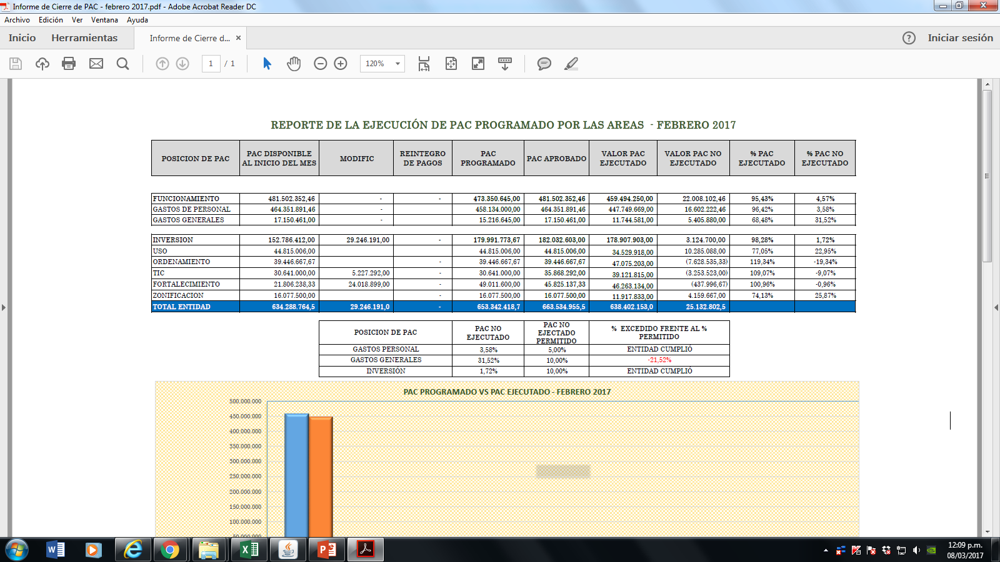 Informe de Cierre de PAC - febrero 2017.pdf - Adobe Acrobat Reader DC
Archivo Edición Ver Ventana Ayuda
Inicio Herramientas Informe de Cierre d... × ? Iniciar sesión
1 / 1 120%
REPORTE DE LA EJECUCIÓN DE PAC PROGRAMADO POR LAS AREAS - FEBRERO 2017
POSICION DE PAC PAC DISPONIBLE AL INICIO DEL MES MODIFIC REINTEGRO DE PAGOS PAC PROGRAMADO PAC APROBADO VALOR PAC EJECUTADO VALOR PAC NO EJECUTADO % PAC EJECUTADO % PAC NO EJECUTADO
FUNCIONAMIENTO 481.502.352,46 - - 473.350.645,00 481.502.352,46 459.494.250,00 22.008.102,46 95,43% 4,57%
GASTOS DE PERSONAL 464.351.891,46 - 458.134.000,00 464.351.891,46 447.749.669,00 16.602.222,46 96,42% 3,58%
GASTOS GENERALES 17.150.461,00 - 15.216.645,00 17.150.461,00 11.744.581,00 5.405.880,00 68,48% 31,52%
INVERSION 152.786.412,00 29.246.191,00 - 179.991.773,67 182.032.603,00 178.907.903,00 3.124.700,00 98,28% 1,72%
USO 44.815.006,00 44.815.006,00 44.815.006,00 34.529.918,00 10.285.088,00 77,05% 22,95%
ORDENAMIENTO 39.446.667,67 - 39.446.667,67 39.446.667,67 47.075.203,00 (7.628.535,33) 119,34% -19,34%
TIC 30.641.000,00 5.227.292,00 - 30.641.000,00 35.868.292,00 39.121.815,00 (3.253.523,00) 109,07% -9,07%
FORTALECIMIENTO 21.806.238,33 24.018.899,00 - 49.011.600,00 45.825.137,33 46.263.134,00 (437.996,67) 100,96% -0,96%
ZONIFICACION 16.077.500,00 - 16.077.500,00 16.077.500,00 11.917.833,00 4.159.667,00 74,13% 25,87%
TOTAL ENTIDAD 634.288.764,5 29.246.191,0 - 653.342.418,7 663.534.955,5 638.402.153,0 25.132.802,5
POSICION DE PAC PAC NO EJECUTADO PAC NO EJECTADO PERMITIDO % EXCEDIDO FRENTE AL % PERMITIDO
GASTOS PERSONAL 3,58% 5,00% ENTIDAD CUMPLIÓ
GASTOS GENERALES 31,52% 10,00% -21,52%
INVERSIÓN 1,72% 10,00% ENTIDAD CUMPLIÓ
PAC PROGRAMADO VS PAC EJECUTADO - FEBRERO 2017
500.000.000
450.000.000
400.000.000
350.000.000
300.000.000
250.000.000
200.000.000
150.000.000
100.000.000
50.000.000
12:09 p.m.
08/03/2017